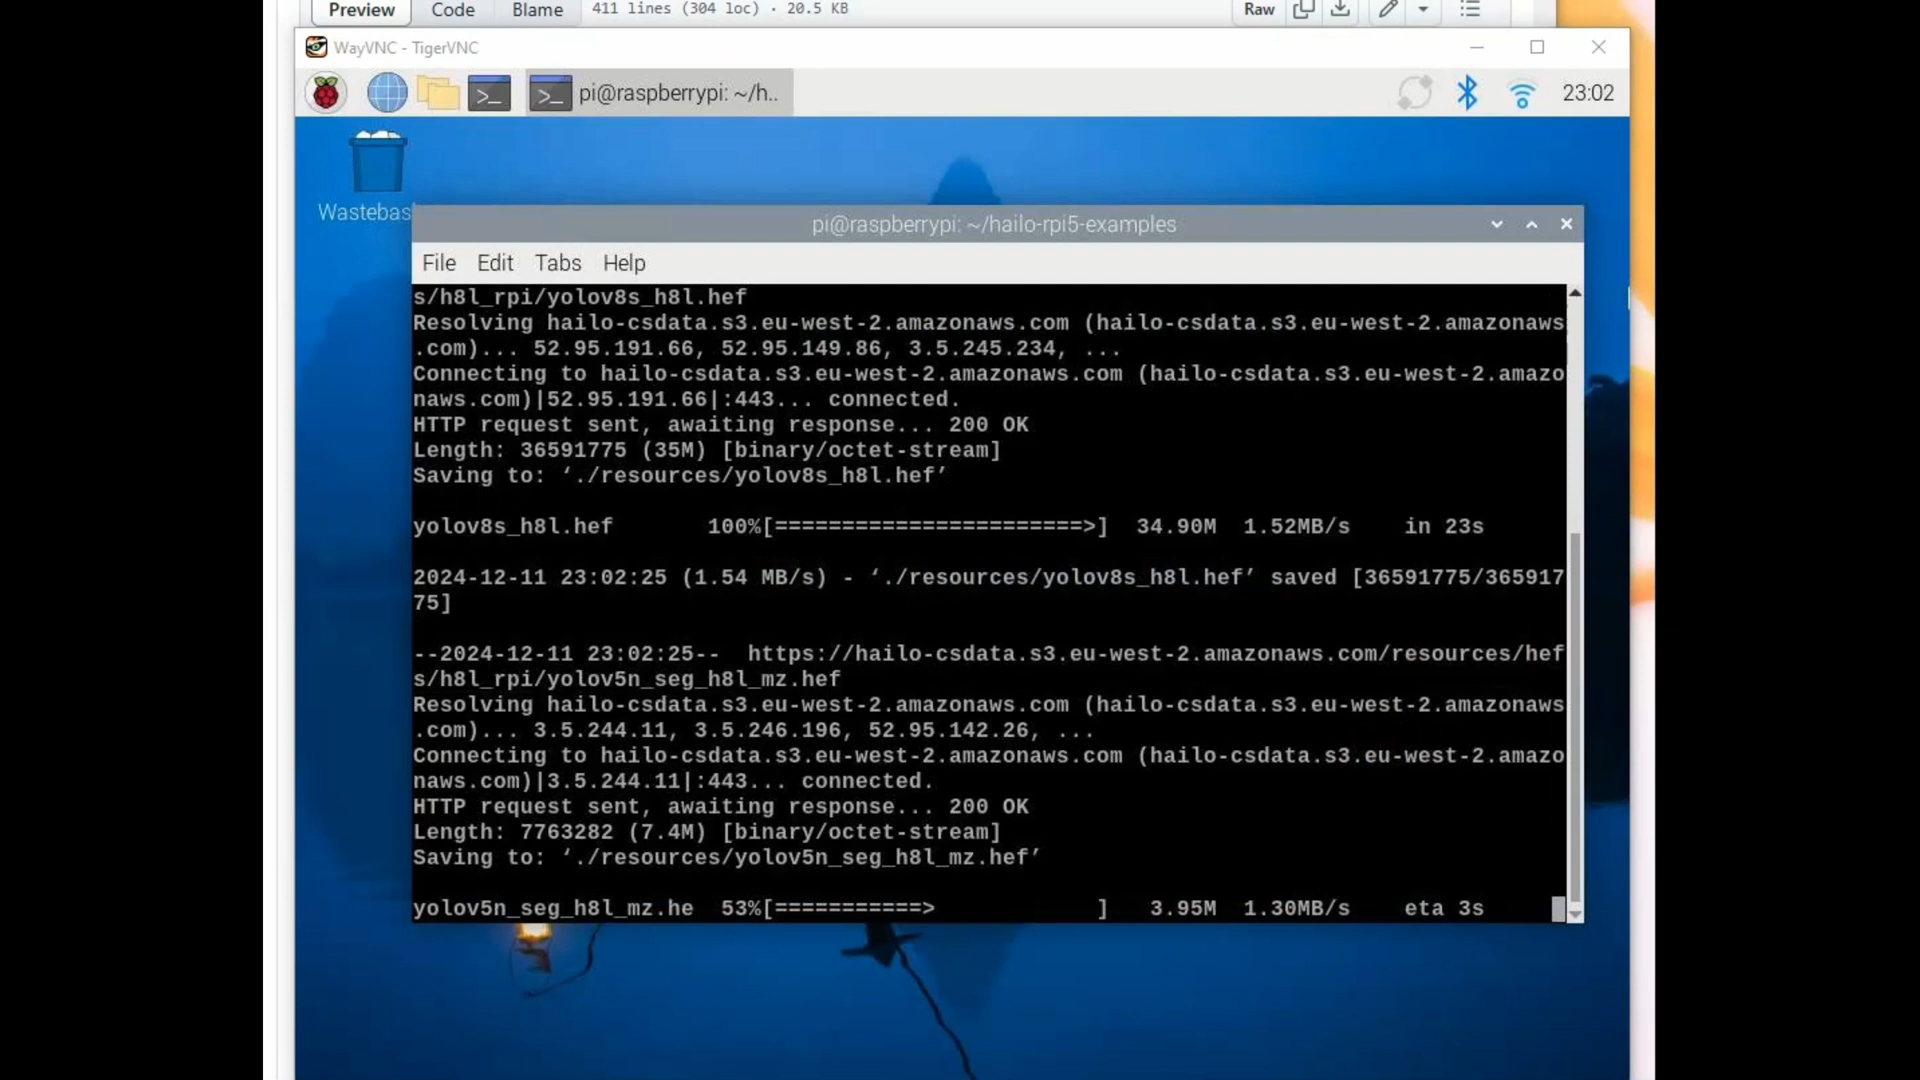 Preview Code Blame 411 lines (304 loc) · 20.5 KB Raw
WayVNC - TigerVNC
pi@raspberrypi: ~/h.. 23:02
Wastebas
pi@raspberrypi: ~/hailo-rpi5-examples
File Edit Tabs Help
s/h8l_rpi/yolov8s_h8l.hef
Resolving hailo-csdata.s3.eu-west-2.amazonaws.com (hailo-csdata.s3.eu-west-2.amazonaws
.com)... 52.95.191.66, 52.95.149.86, 3.5.245.234, ...
Connecting to hailo-csdata.s3.eu-west-2.amazonaws.com (hailo-csdata.s3.eu-west-2.amazo
naws.com)|52.95.191.66|:443... connected.
HTTP request sent, awaiting response... 200 OK
Length: 36591775 (35M) [binary/octet-stream]
Saving to: ‘./resources/yolov8s_h8l.hef’
yolov8s_h8l.hef 100%[=======================>] 34.90M 1.52MB/s in 23s
2024-12-11 23:02:25 (1.54 MB/s) - ‘./resources/yolov8s_h8l.hef’ saved [36591775/365917
75]
--2024-12-11 23:02:25-- https://hailo-csdata.s3.eu-west-2.amazonaws.com/resources/hef
s/h8l_rpi/yolov5n_seg_h8l_mz.hef
Resolving hailo-csdata.s3.eu-west-2.amazonaws.com (hailo-csdata.s3.eu-west-2.amazonaws
.com)... 3.5.244.11, 3.5.246.196, 52.95.142.26, ...
Connecting to hailo-csdata.s3.eu-west-2.amazonaws.com (hailo-csdata.s3.eu-west-2.amazo
naws.com)|3.5.244.11|:443... connected.
HTTP request sent, awaiting response... 200 OK
Length: 7763282 (7.4M) [binary/octet-stream]
Saving to: ‘./resources/yolov5n_seg_h8l_mz.hef’
yolov5n_seg_h8l_mz.he 53%[===========> ] 3.95M 1.30MB/s eta 3s